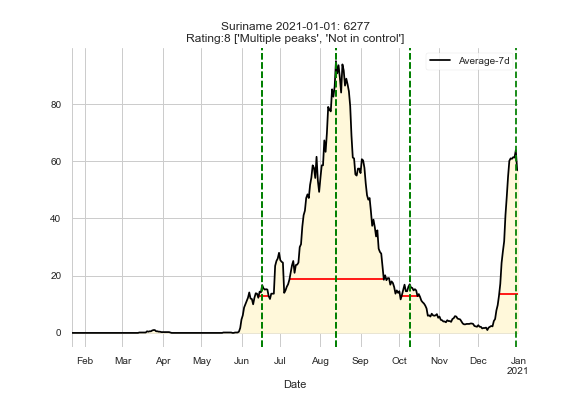 Suriname 2021-01-01: 6277
Rating:8 ['Multiple peaks', 'Not in control']
Average-7d
80
60
40
20
0
Feb Mar Apr May Jun Jul Aug Sep Oct Nov Dec Jan
2021
Date